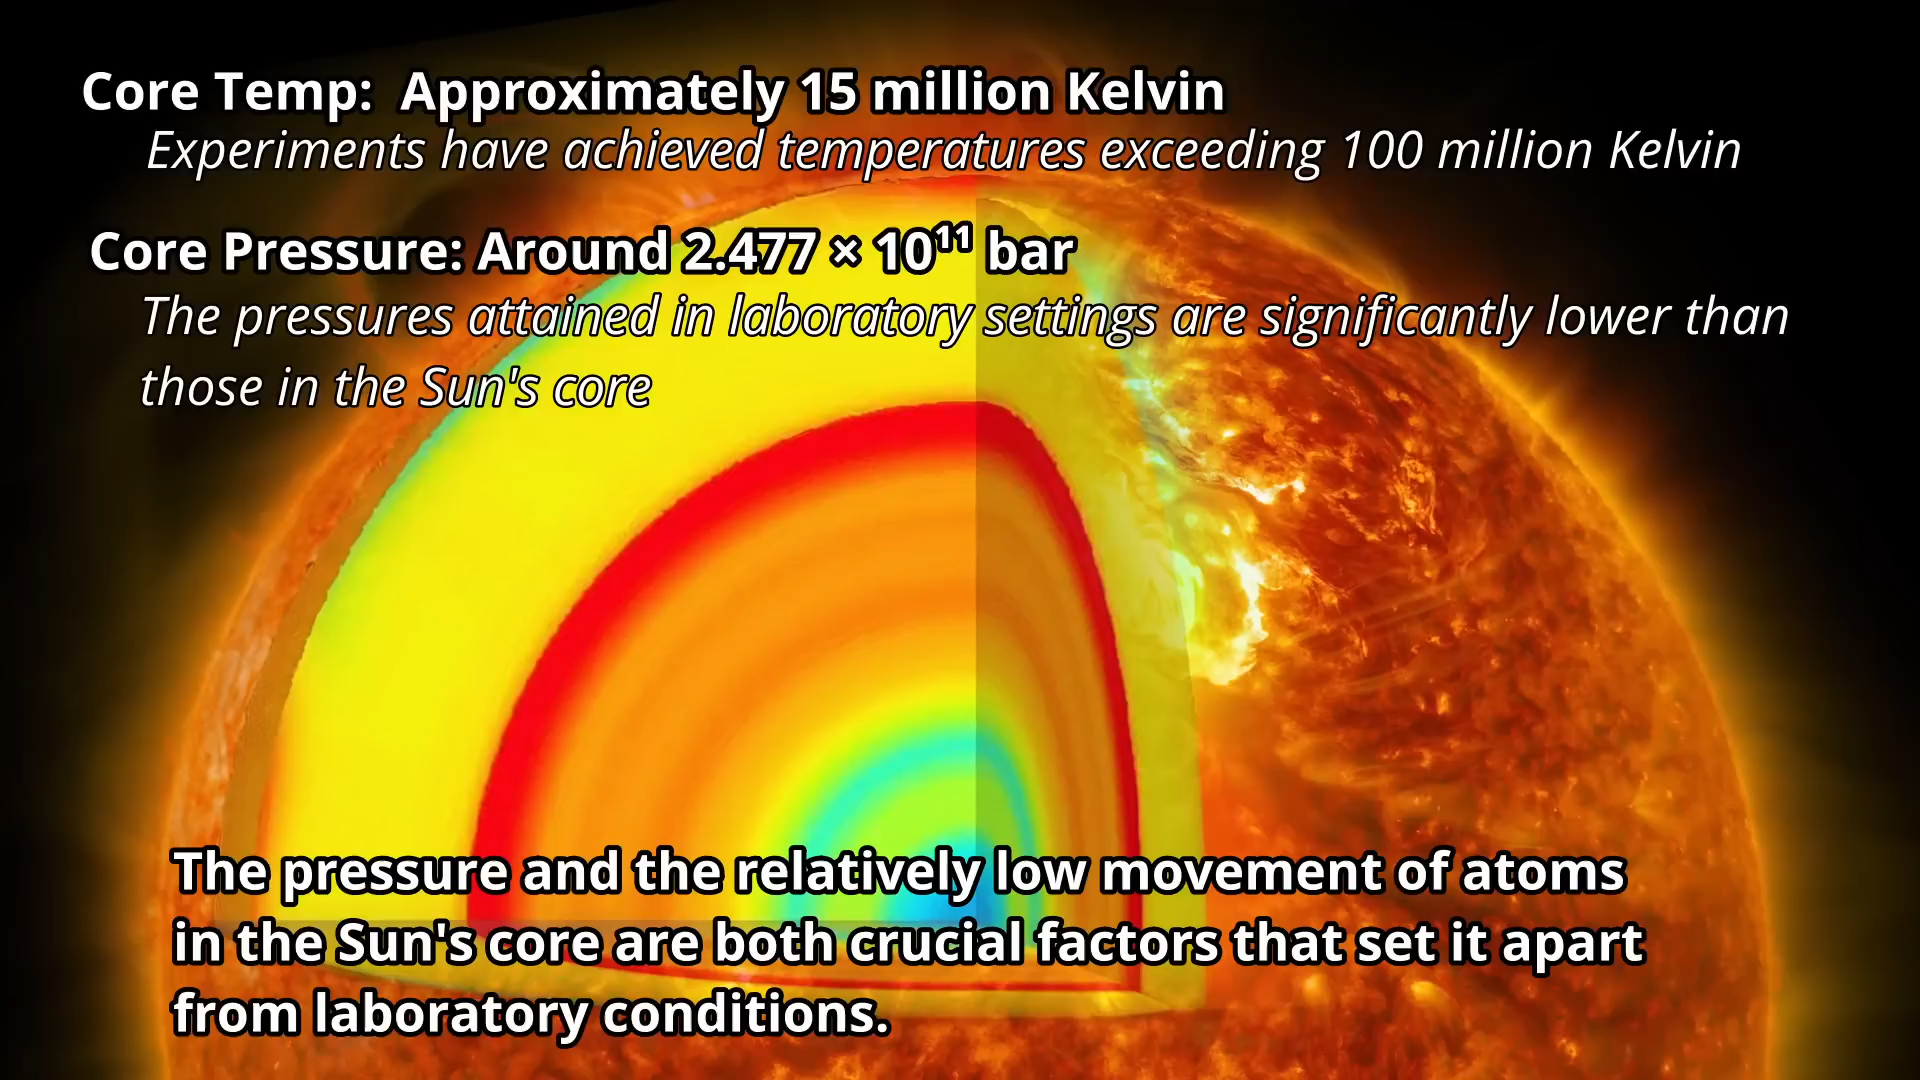 Core Temp: Approximately 15 million Kelvin
Experiments have achieved temperatures exceeding 100 million Kelvin
Core Pressure: Around 2.477 × 10¹¹ bar
The pressures attained in laboratory settings are significantly lower than
those in the Sun's core
The pressure and the relatively low movement of atoms
in the Sun's core are both crucial factors that set it apart
from laboratory conditions.